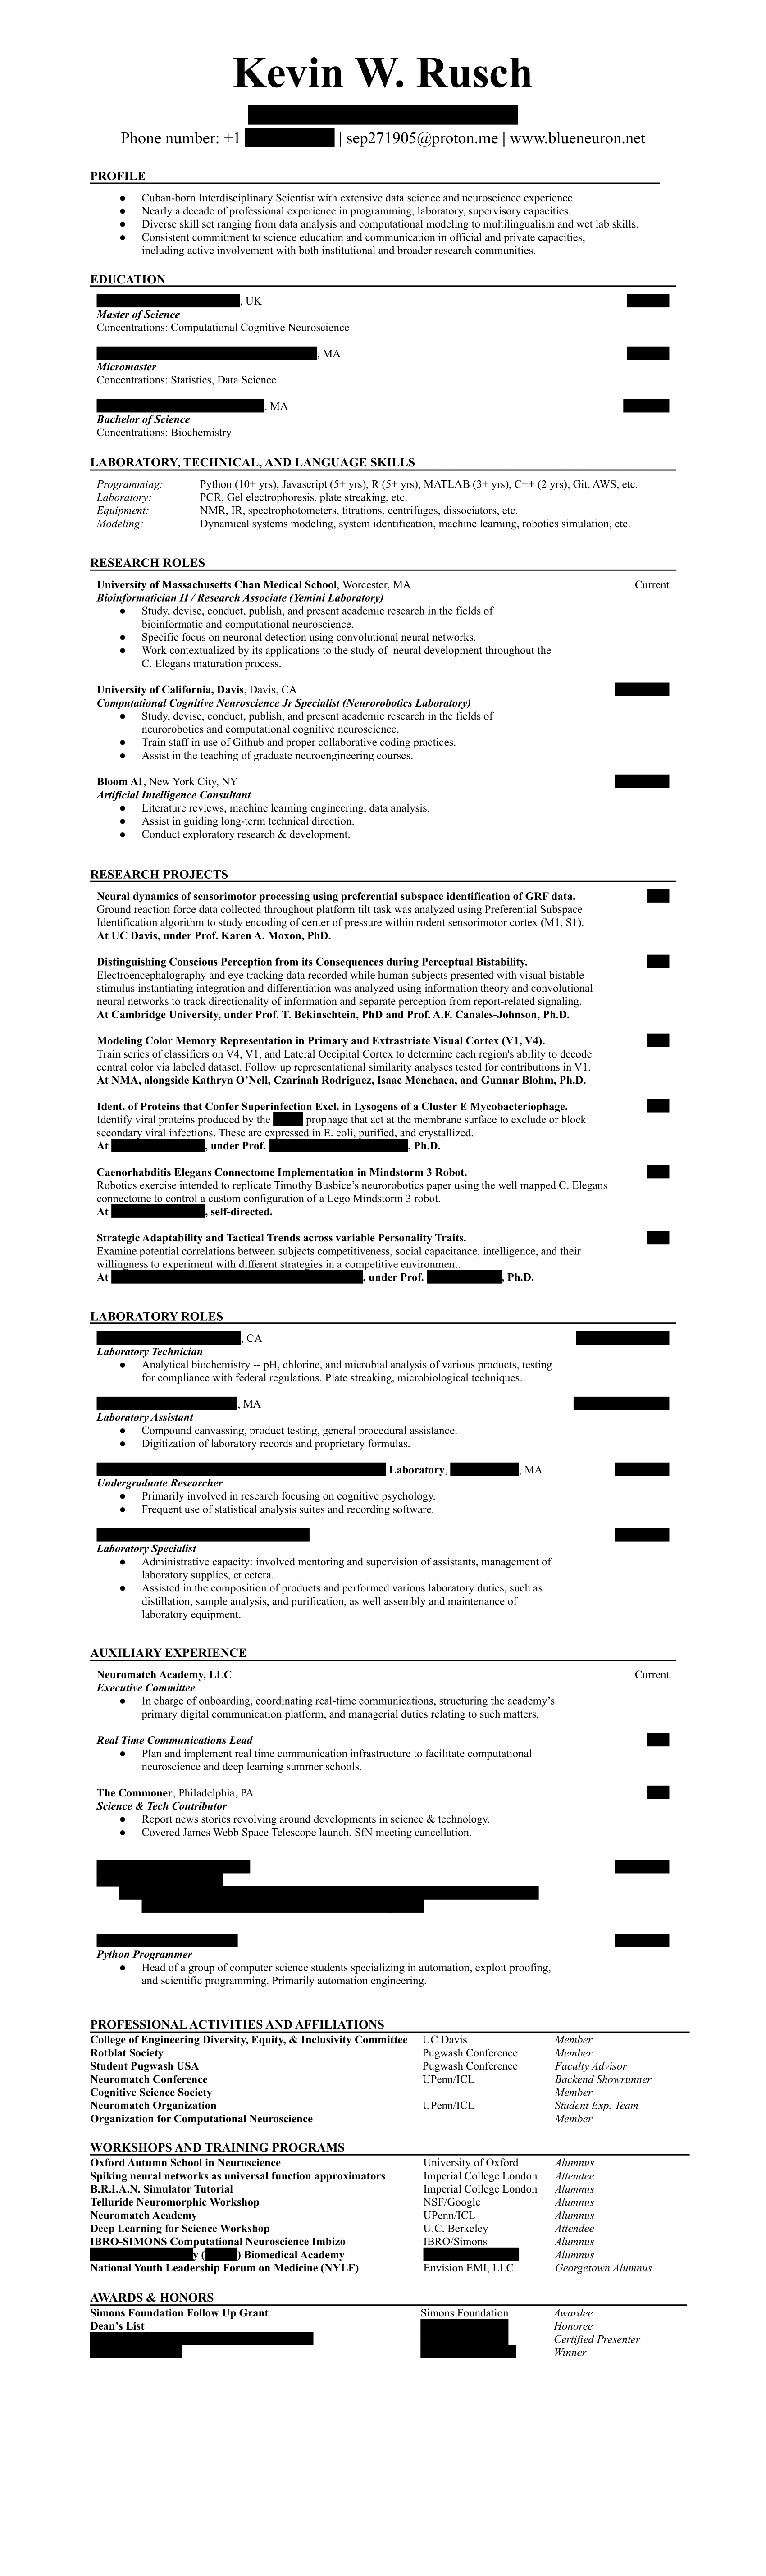 Kevin W. Rusch
Phone number: +1 | sep271905@proton.me | www.blueneuron.net
PROFILE
● Cuban-born Interdisciplinary Scientist with extensive data science and neuroscience experience.
● Nearly a decade of professional experience in programming, laboratory, supervisory capacities.
● Diverse skill set ranging from data analysis and computational modeling to multilingualism and wet lab skills.
● Consistent commitment to science education and communication in official and private capacities,
including active involvement with both institutional and broader research communities.
EDUCATION
, UK
Master of Science
Concentrations: Computational Cognitive Neuroscience
, MA
Micromaster
Concentrations: Statistics, Data Science
, MA
Bachelor of Science
Concentrations: Biochemistry
LABORATORY, TECHNICAL, AND LANGUAGE SKILLS
Programming: Python (10+ yrs), Javascript (5+ yrs), R (5+ yrs), MATLAB (3+ yrs), C++ (2 yrs), Git, AWS, etc.
Laboratory: PCR, Gel electrophoresis, plate streaking, etc.
Equipment: NMR, IR, spectrophotometers, titrations, centrifuges, dissociators, etc.
Modeling: Dynamical systems modeling, system identification, machine learning, robotics simulation, etc.
RESEARCH ROLES
University of Massachusetts Chan Medical School, Worcester, MA Current
Bioinformatician II / Research Associate (Yemini Laboratory)
● Study, devise, conduct, publish, and present academic research in the fields of
bioinformatic and computational neuroscience.
● Specific focus on neuronal detection using convolutional neural networks.
● Work contextualized by its applications to the study of neural development throughout the
C. Elegans maturation process.
University of California, Davis, Davis, CA
Computational Cognitive Neuroscience Jr Specialist (Neurorobotics Laboratory)
● Study, devise, conduct, publish, and present academic research in the fields of
neurorobotics and computational cognitive neuroscience.
● Train staff in use of Github and proper collaborative coding practices.
● Assist in the teaching of graduate neuroengineering courses.
Bloom AI, New York City, NY
Artificial Intelligence Consultant
● Literature reviews, machine learning engineering, data analysis.
● Assist in guiding long-term technical direction.
● Conduct exploratory research & development.
RESEARCH PROJECTS
Neural dynamics of sensorimotor processing using preferential subspace identification of GRF data.
Ground reaction force data collected throughout platform tilt task was analyzed using Preferential Subspace
Identification algorithm to study encoding of center of pressure within rodent sensorimotor cortex (M1, S1).
At UC Davis, under Prof. Karen A. Moxon, PhD.
Distinguishing Conscious Perception from its Consequences during Perceptual Bistability.
Electroencephalography and eye tracking data recorded while human subjects presented with visual bistable
stimulus instantiating integration and differentiation was analyzed using information theory and convolutional
neural networks to track directionality of information and separate perception from report-related signaling.
At Cambridge University, under Prof. T. Bekinschtein, PhD and Prof. A.F. Canales-Johnson, Ph.D.
Modeling Color Memory Representation in Primary and Extrastriate Visual Cortex (V1, V4).
Train series of classifiers on V4, V1, and Lateral Occipital Cortex to determine each region's ability to decode
central color via labeled dataset. Follow up representational similarity analyses tested for contributions in V1.
At NMA, alongside Kathryn O’Nell, Czarinah Rodriguez, Isaac Menchaca, and Gunnar Blohm, Ph.D.
Ident. of Proteins that Confer Superinfection Excl. in Lysogens of a Cluster E Mycobacteriophage.
Identify viral proteins produced by the prophage that act at the membrane surface to exclude or block
secondary viral infections. These are expressed in E. coli, purified, and crystallized.
At , under Prof. , Ph.D.
Caenorhabditis Elegans Connectome Implementation in Mindstorm 3 Robot.
Robotics exercise intended to replicate Timothy Busbice’s neurorobotics paper using the well mapped C. Elegans
connectome to control a custom configuration of a Lego Mindstorm 3 robot.
At , self-directed.
Strategic Adaptability and Tactical Trends across variable Personality Traits.
Examine potential correlations between subjects competitiveness, social capacitance, intelligence, and their
willingness to experiment with different strategies in a competitive environment.
At , under Prof. , Ph.D.
LABORATORY ROLES
, CA
Laboratory Technician
● Analytical biochemistry -- pH, chlorine, and microbial analysis of various products, testing
for compliance with federal regulations. Plate streaking, microbiological techniques.
, MA
Laboratory Assistant
● Compound canvassing, product testing, general procedural assistance.
● Digitization of laboratory records and proprietary formulas.
Laboratory, , MA
Undergraduate Researcher
● Primarily involved in research focusing on cognitive psychology.
● Frequent use of statistical analysis suites and recording software.
Laboratory Specialist
● Administrative capacity: involved mentoring and supervision of assistants, management of
laboratory supplies, et cetera.
● Assisted in the composition of products and performed various laboratory duties, such as
distillation, sample analysis, and purification, as well assembly and maintenance of
laboratory equipment.
AUXILIARY EXPERIENCE
Neuromatch Academy, LLC Current
Executive Committee
● In charge of onboarding, coordinating real-time communications, structuring the academy’s
primary digital communication platform, and managerial duties relating to such matters.
Real Time Communications Lead
● Plan and implement real time communication infrastructure to facilitate computational
neuroscience and deep learning summer schools.
The Commoner, Philadelphia, PA
Science & Tech Contributor
● Report news stories revolving around developments in science & technology.
● Covered James Webb Space Telescope launch, SfN meeting cancellation.
Python Programmer
● Head of a group of computer science students specializing in automation, exploit proofing,
and scientific programming. Primarily automation engineering.
PROFESSIONAL ACTIVITIES AND AFFILIATIONS
College of Engineering Diversity, Equity, & Inclusivity Committee UC Davis Member
Rotblat Society Pugwash Conference Member
Student Pugwash USA Pugwash Conference Faculty Advisor
Neuromatch Conference UPenn/ICL Backend Showrunner
Cognitive Science Society Member
Neuromatch Organization UPenn/ICL Student Exp. Team
Organization for Computational Neuroscience Member
WORKSHOPS AND TRAINING PROGRAMS
Oxford Autumn School in Neuroscience University of Oxford Alumnus
Spiking neural networks as universal function approximators Imperial College London Attendee
B.R.I.A.N. Simulator Tutorial Imperial College London Alumnus
Telluride Neuromorphic Workshop NSF/Google Alumnus
Neuromatch Academy UPenn/ICL Alumnus
Deep Learning for Science Workshop U.C. Berkeley Attendee
IBRO-SIMONS Computational Neuroscience Imbizo IBRO/Simons Alumnus
y ( ) Biomedical Academy Alumnus
National Youth Leadership Forum on Medicine (NYLF) Envision EMI, LLC Georgetown Alumnus
AWARDS & HONORS
Simons Foundation Follow Up Grant Simons Foundation Awardee
Dean’s List Honoree
Certified Presenter
Winner